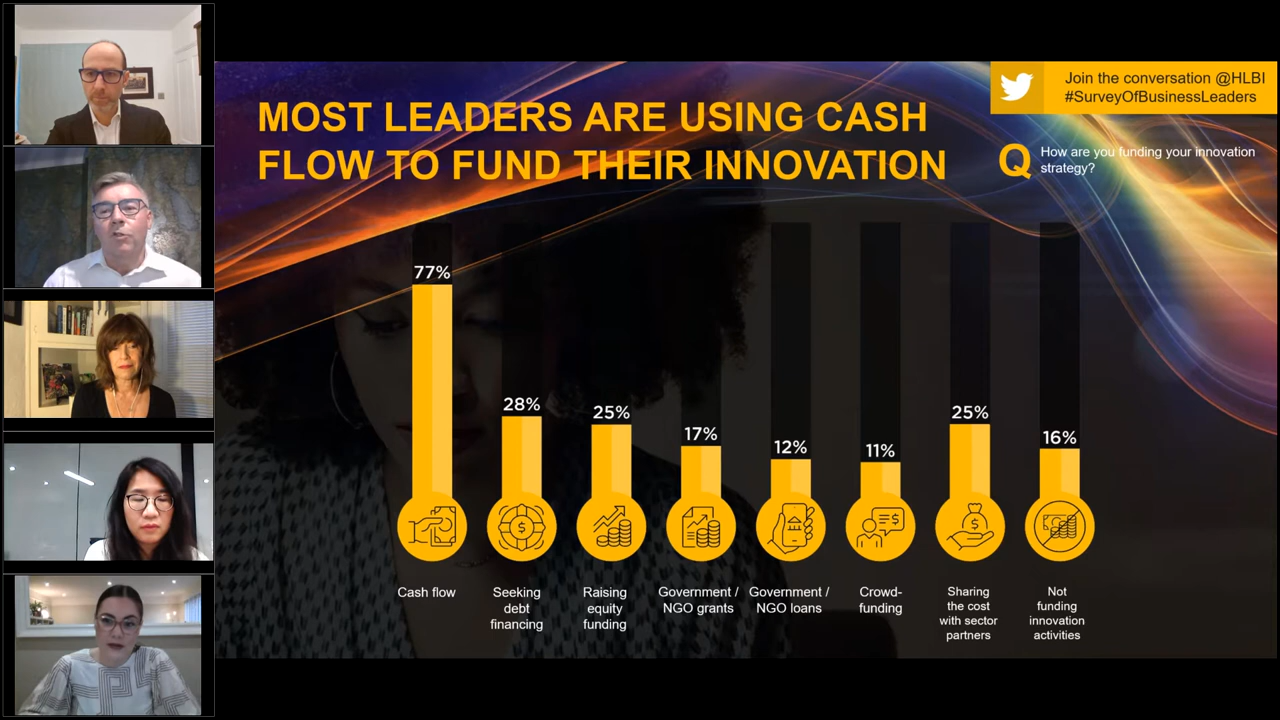 Join the conversation @HLBI
#SurveyOfBusinessLeaders
MOST LEADERS ARE USING CASH
FLOW TO FUND THEIR INNOVATION
Q
How are you funding your innovation
strategy?
77%
28%
25%
17%
12%
11%
25%
16%
Cash flow
Seeking
debt
financing
Raising
equity
funding
Government /
NGO grants
Government /
NGO loans
Crowd-
funding
Sharing
the cost
with sector
partners
Not
funding
innovation
activities